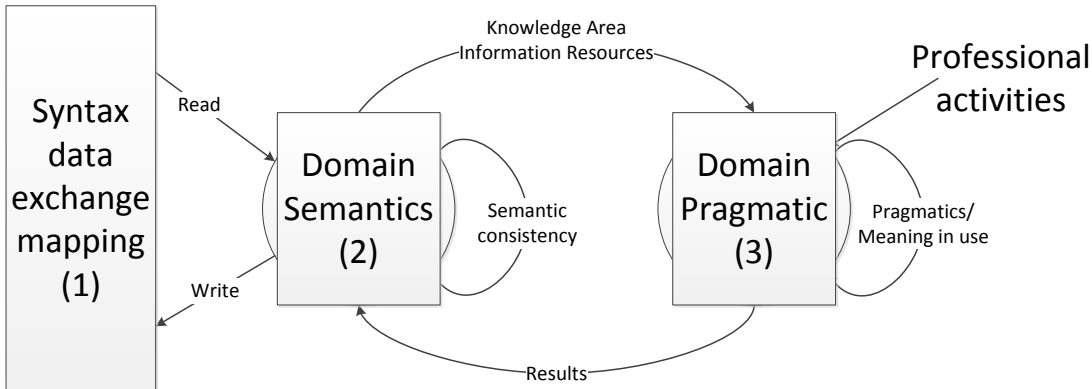 Syntax
data
exchange
mapping
(1)
Read
Write
Domain
Semantics
(2)
Semantic
consistency
Knowledge Area
Information Resources
Results
Domain
Pragmatic
(3)
Pragmatics/
Meaning in use
Professional
activities